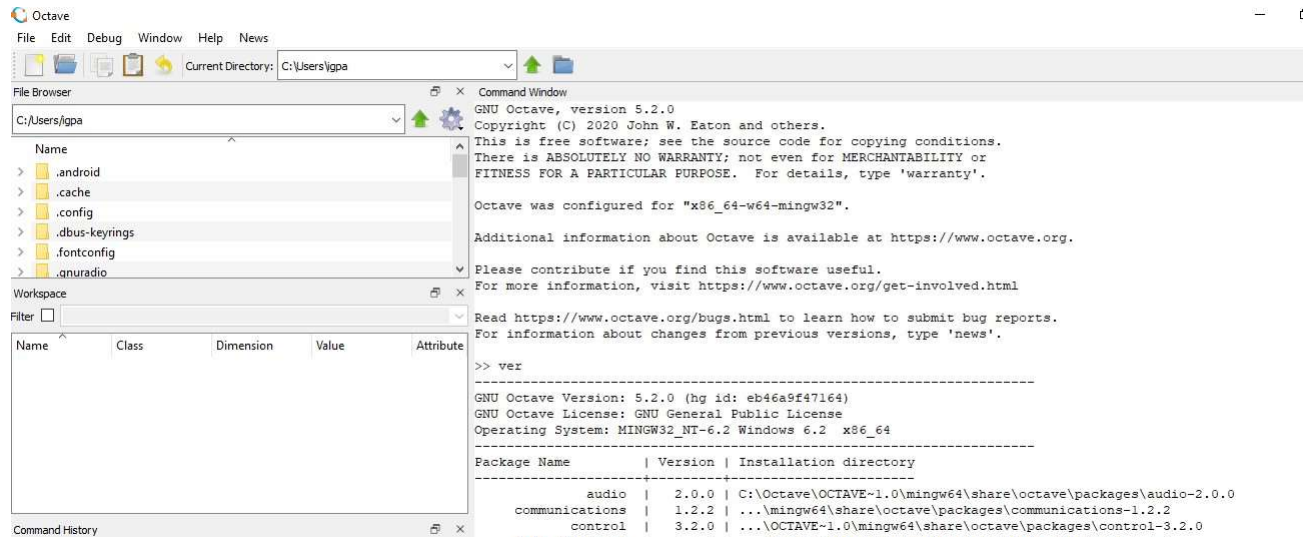 Octave
File Edit Debug Window Help News
Current Directory: C:\Users\igpa
File Browser
C:/Users/igpa
Name
.android
.cache
.config
.dbus-keyrings
.fontconfig
.gnuradio
Workspace
Filter
Name Class Dimension Value Attribute
Command History
Command Window
GNU Octave, version 5.2.0
Copyright (C) 2020 John W. Eaton and others.
This is free software; see the source code for copying conditions.
There is ABSOLUTELY NO WARRANTY; not even for MERCHANTABILITY or
FITNESS FOR A PARTICULAR PURPOSE.  For details, type 'warranty'.
Octave was configured for "x86_64-w64-mingw32".
Additional information about Octave is available at https://www.octave.org.
Please contribute if you find this software useful.
For more information, visit https://www.octave.org/get-involved.html
Read https://www.octave.org/bugs.html to learn how to submit bug reports.
For information about changes from previous versions, type 'news'.
>> ver
----------------------------------------------------------------------
GNU Octave Version: 5.2.0 (hg id: eb46a9f47164)
GNU Octave License: GNU General Public License
Operating System: MINGW32_NT-6.2 Windows 6.2  x86_64
----------------------------------------------------------------------
Package Name         | Version | Installation directory
---------------------+---------+-----------------------
audio |   2.0.0 | C:\Octave\OCTAVE~1.0\mingw64\share\octave\packages\audio-2.0.0
communications |   1.2.2 | ...\mingw64\share\octave\packages\communications-1.2.2
control |   3.2.0 | ...\OCTAVE~1.0\mingw64\share\octave\packages\control-3.2.0